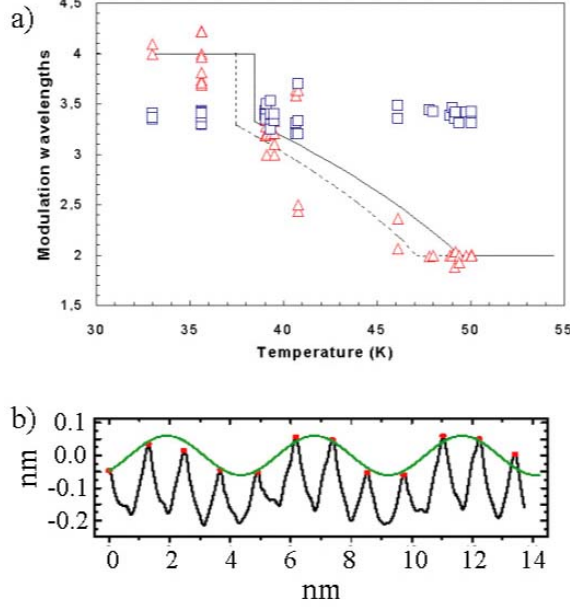 a)
Modulation wavelengths
4,5
4
3,5
3
2,5
2
1,5
30 35 40 45 50 55
Temperature (K)
b)
nm
0.1
0.0
-0.1
-0.2
0 2 4 6 8 10 12 14
nm